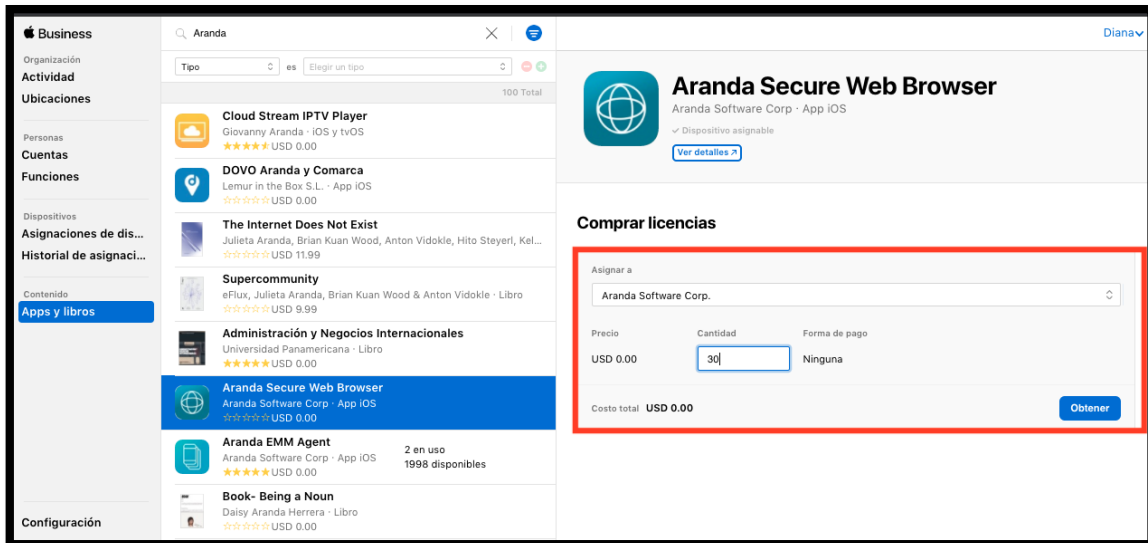 Business
Organización
Actividad
Ubicaciones
Personas
Cuentas
Funciones
Dispositivos
Asignaciones de dis...
Historial de asignaci...
Contenido
Apps y libros
Configuración
Aranda
Tipo es Elegir un tipo
100 Total
Cloud Stream IPTV Player
Giovanny Aranda · iOS y tvOS
USD 0.00
DOVO Aranda y Comarca
Lemur in the Box S.L. · App iOS
USD 0.00
The Internet Does Not Exist
Julieta Aranda, Brian Kuan Wood, Anton Vidokle, Hito Steyerl, Kel...
USD 11.99
Supercommunity
eFlux, Julieta Aranda, Brian Kuan Wood & Anton Vidokle · Libro
USD 9.99
Administración y Negocios Internacionales
Universidad Panamericana · Libro
USD 0.00
Aranda Secure Web Browser
Aranda Software Corp · App iOS
USD 0.00
Aranda EMM Agent
Aranda Software Corp · App iOS
USD 0.00
2 en uso
1998 disponibles
Book- Being a Noun
Daisy Aranda Herrera · Libro
USD 0.00
Diana
Aranda Secure Web Browser
Aranda Software Corp · App iOS
Dispositivo asignable
Ver detalles
Comprar licencias
Asignar a
Aranda Software Corp.
Precio Cantidad Forma de pago
USD 0.00 30 Ninguna
Costo total USD 0.00 Obtener